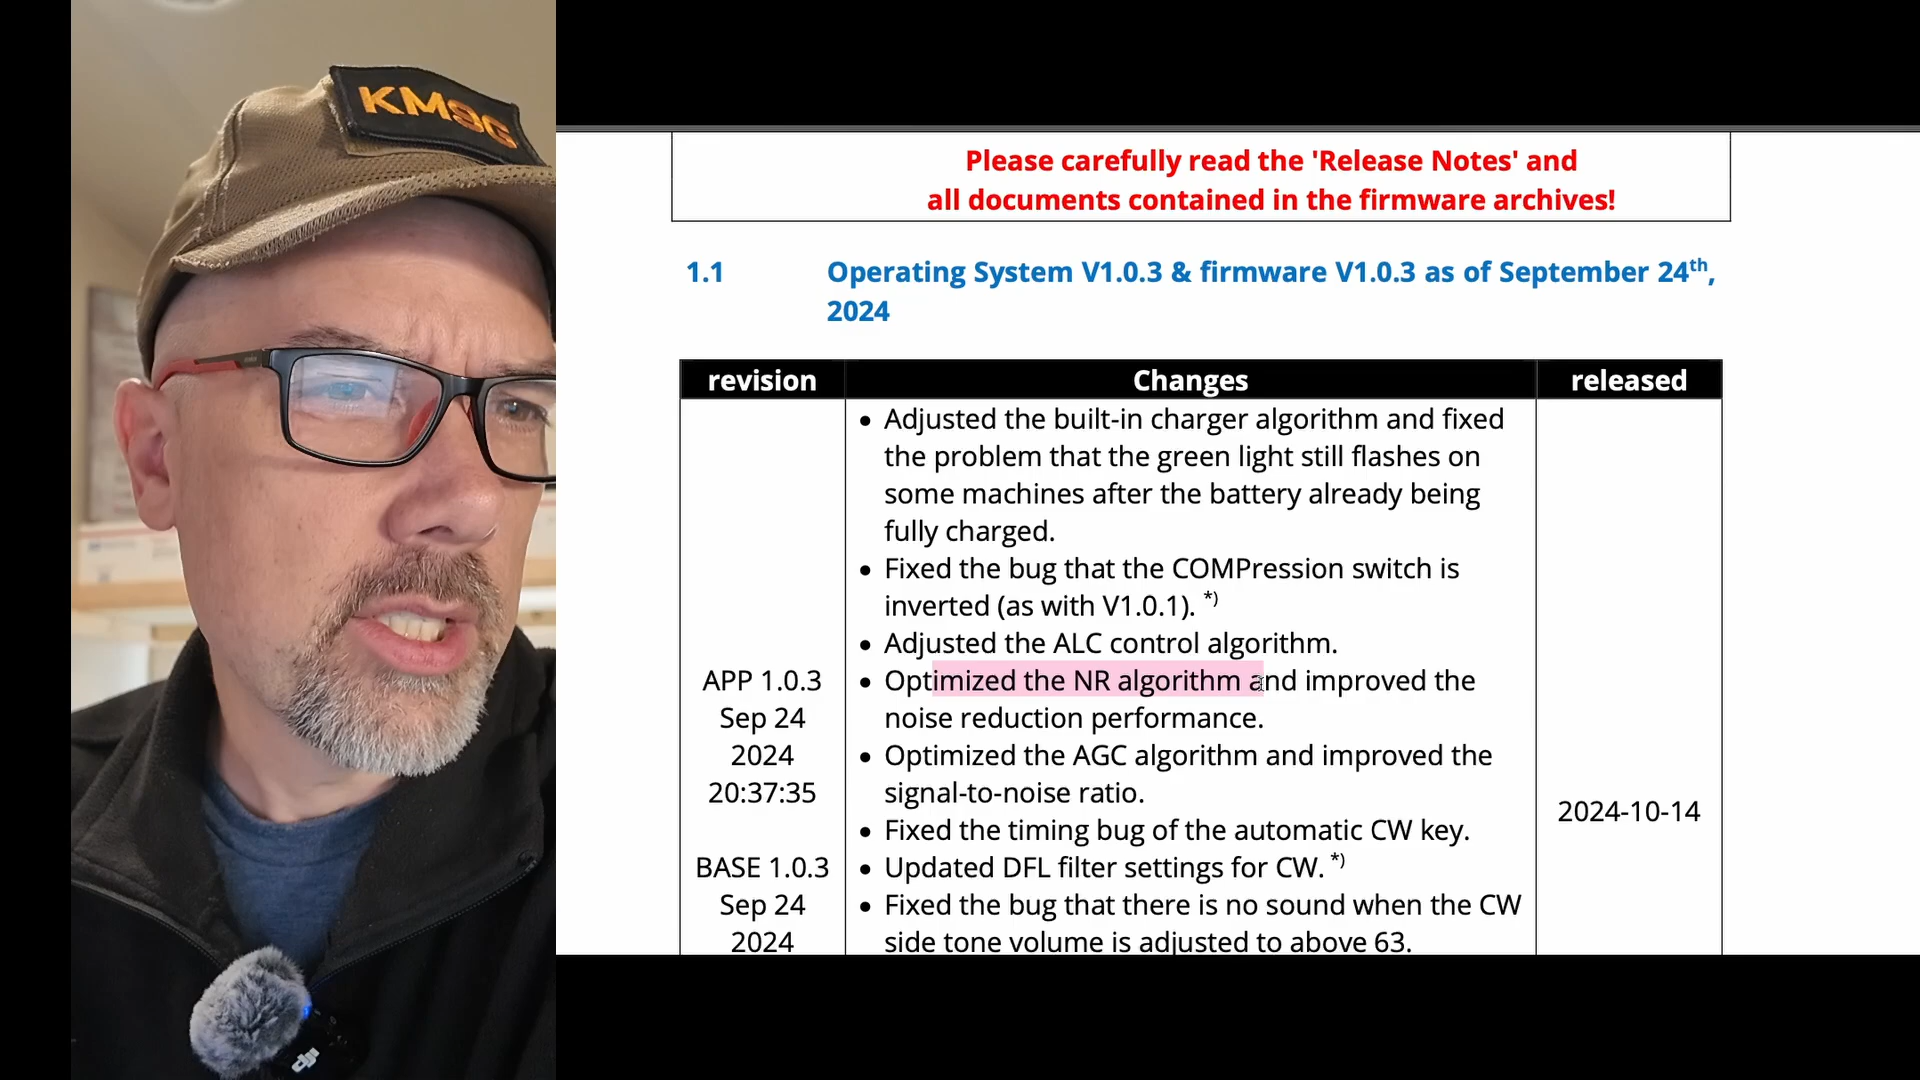 KM9G
Please carefully read the 'Release Notes' and
all documents contained in the firmware archives!
1.1 Operating System V1.0.3 & firmware V1.0.3 as of September 24th,
2024
revision Changes released
• Adjusted the built-in charger algorithm and fixed
the problem that the green light still flashes on
some machines after the battery already being
fully charged.
• Fixed the bug that the COMPression switch is
inverted (as with V1.0.1). *)
• Adjusted the ALC control algorithm.
APP 1.0.3 • Optimized the NR algorithm and improved the
Sep 24 noise reduction performance.
2024 • Optimized the AGC algorithm and improved the
20:37:35 signal-to-noise ratio.
2024-10-14
• Fixed the timing bug of the automatic CW key.
BASE 1.0.3 • Updated DFL filter settings for CW. *)
Sep 24 • Fixed the bug that there is no sound when the CW
2024 side tone volume is adjusted to above 63.
dji